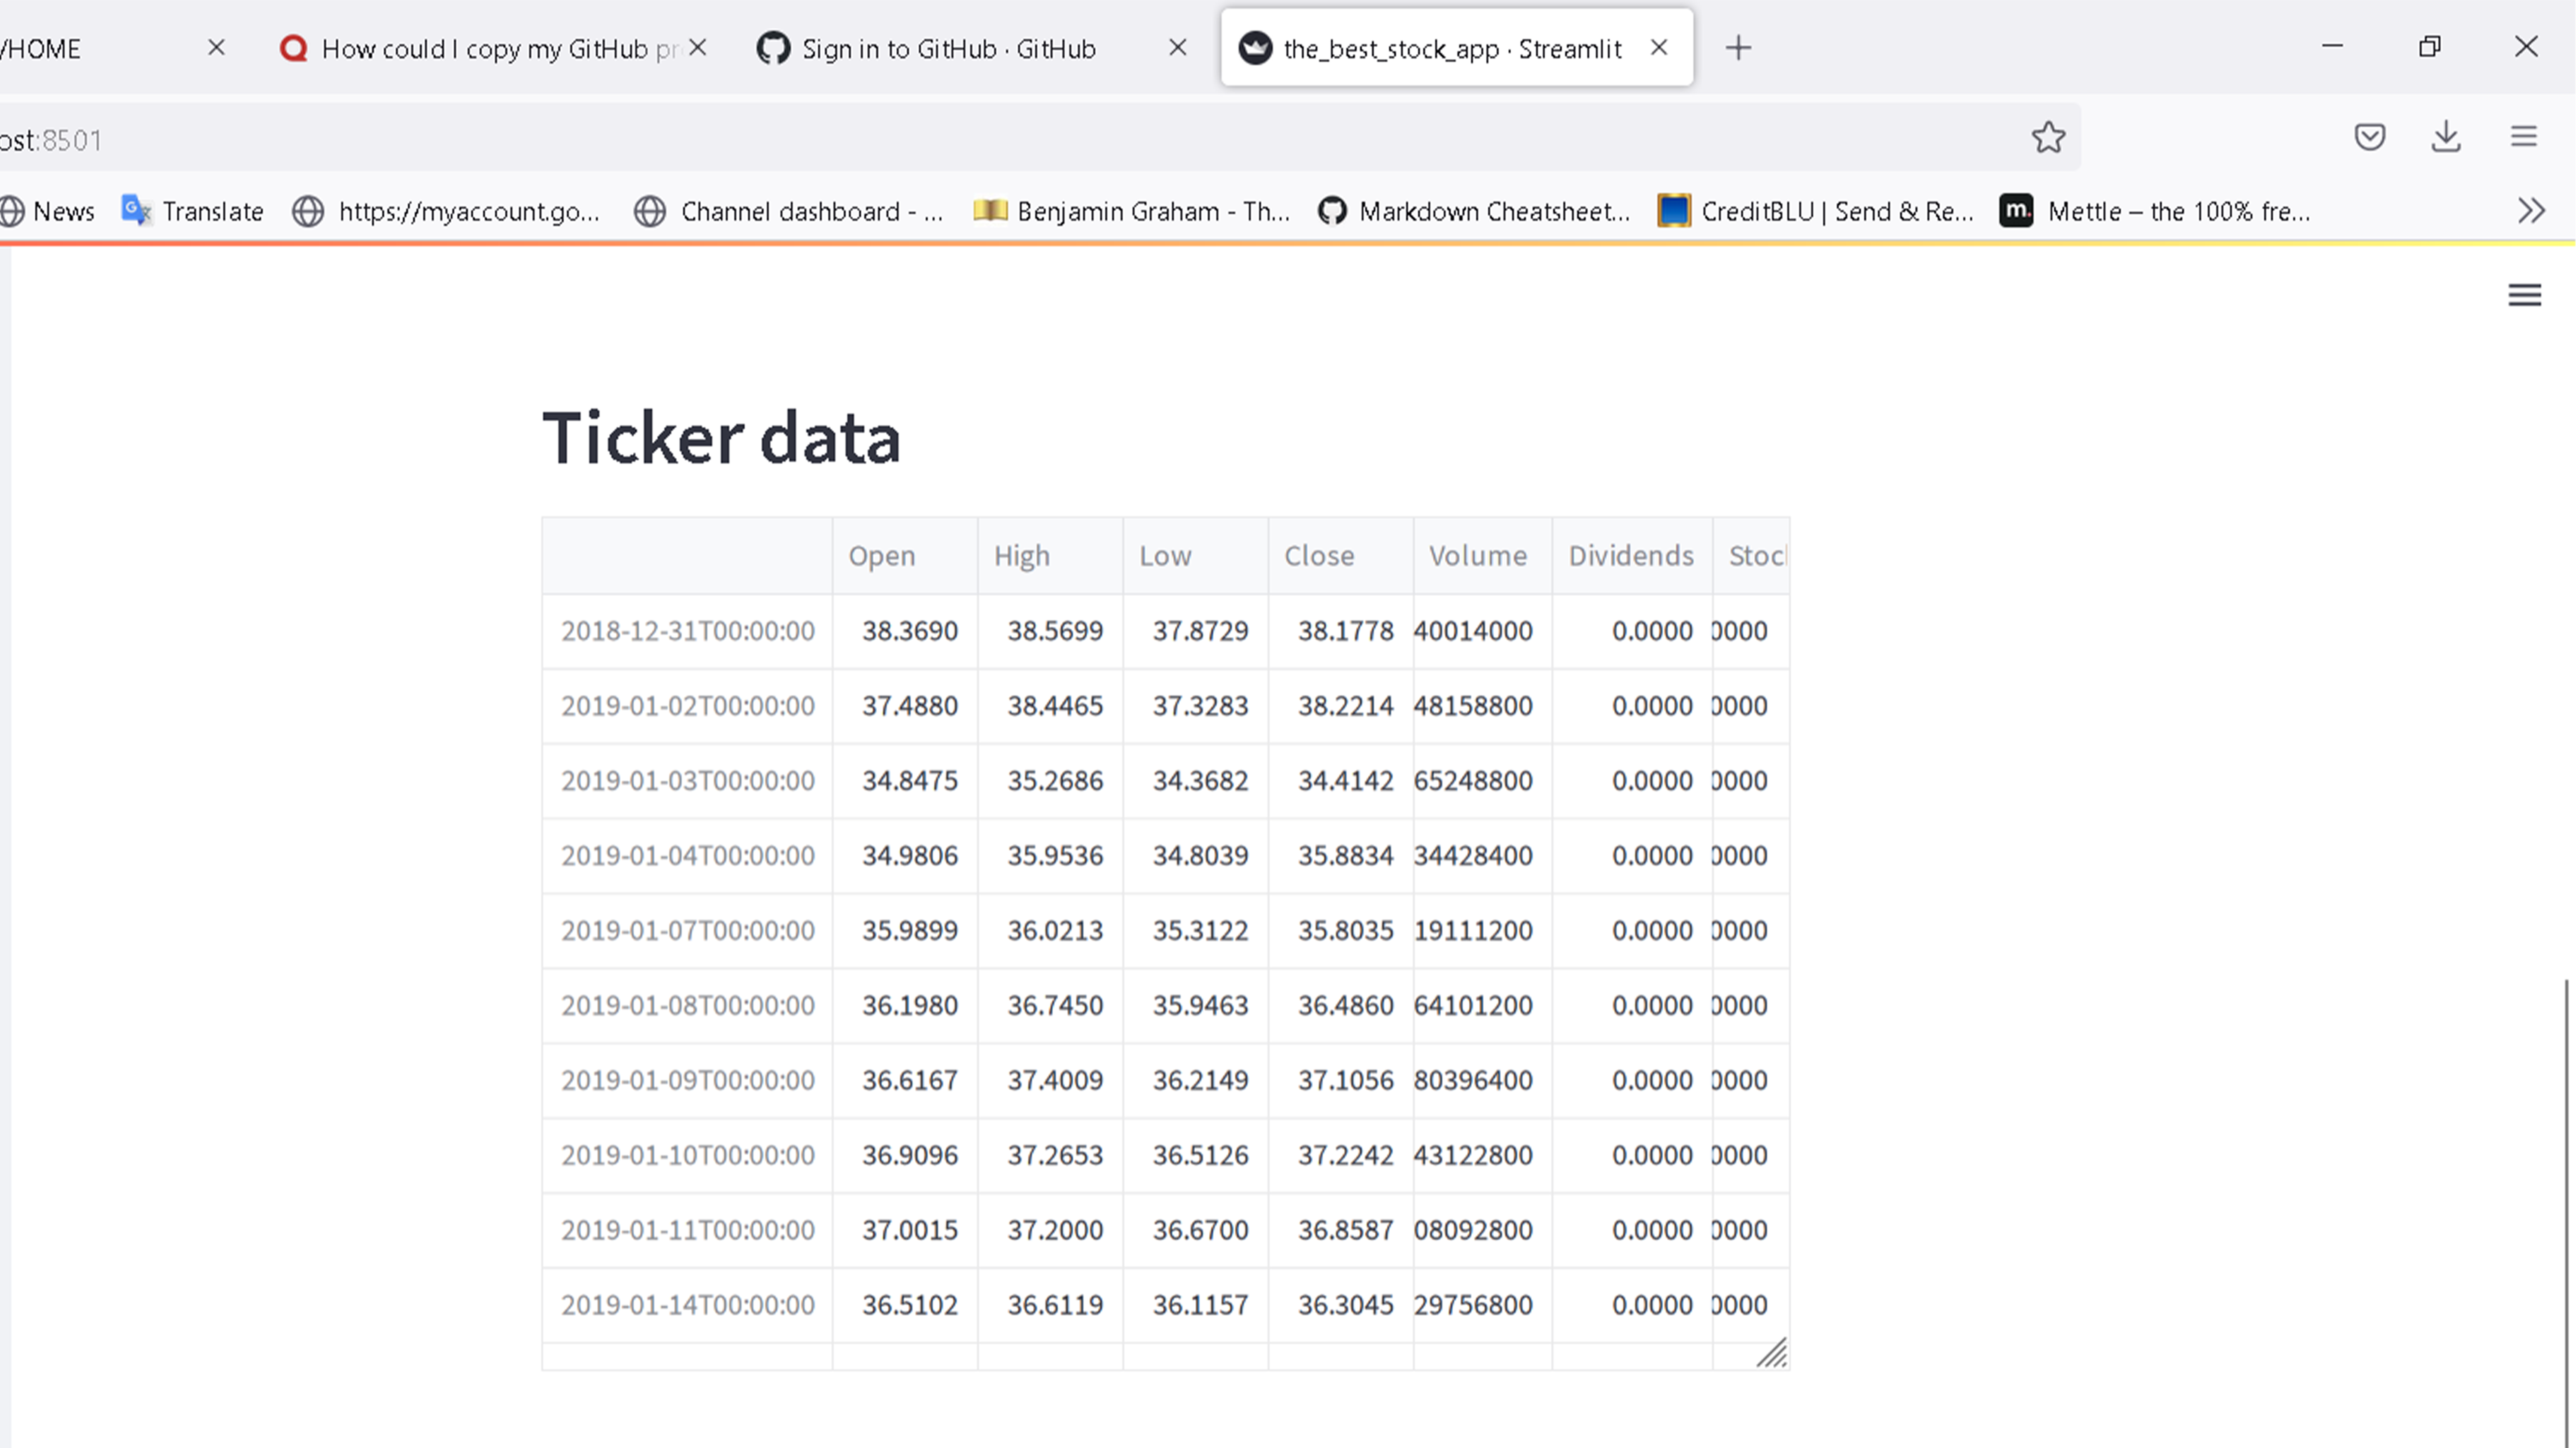 /HOME How could I copy my GitHub pr Sign in to GitHub · GitHub the_best_stock_app · Streamlit
ost:8501
News Translate https://myaccount.go... Channel dashboard - ... Benjamin Graham - Th... Markdown Cheatsheet... CreditBLU | Send & Re... m. Mettle – the 100% fre...
Ticker data
Open High Low Close Volume Dividends Stock
2018-12-31T00:00:00 38.3690 38.5699 37.8729 38.1778 40014000 0.0000 0000
2019-01-02T00:00:00 37.4880 38.4465 37.3283 38.2214 48158800 0.0000 0000
2019-01-03T00:00:00 34.8475 35.2686 34.3682 34.4142 65248800 0.0000 0000
2019-01-04T00:00:00 34.9806 35.9536 34.8039 35.8834 34428400 0.0000 0000
2019-01-07T00:00:00 35.9899 36.0213 35.3122 35.8035 19111200 0.0000 0000
2019-01-08T00:00:00 36.1980 36.7450 35.9463 36.4860 64101200 0.0000 0000
2019-01-09T00:00:00 36.6167 37.4009 36.2149 37.1056 80396400 0.0000 0000
2019-01-10T00:00:00 36.9096 37.2653 36.5126 37.2242 43122800 0.0000 0000
2019-01-11T00:00:00 37.0015 37.2000 36.6700 36.8587 08092800 0.0000 0000
2019-01-14T00:00:00 36.5102 36.6119 36.1157 36.3045 29756800 0.0000 0000